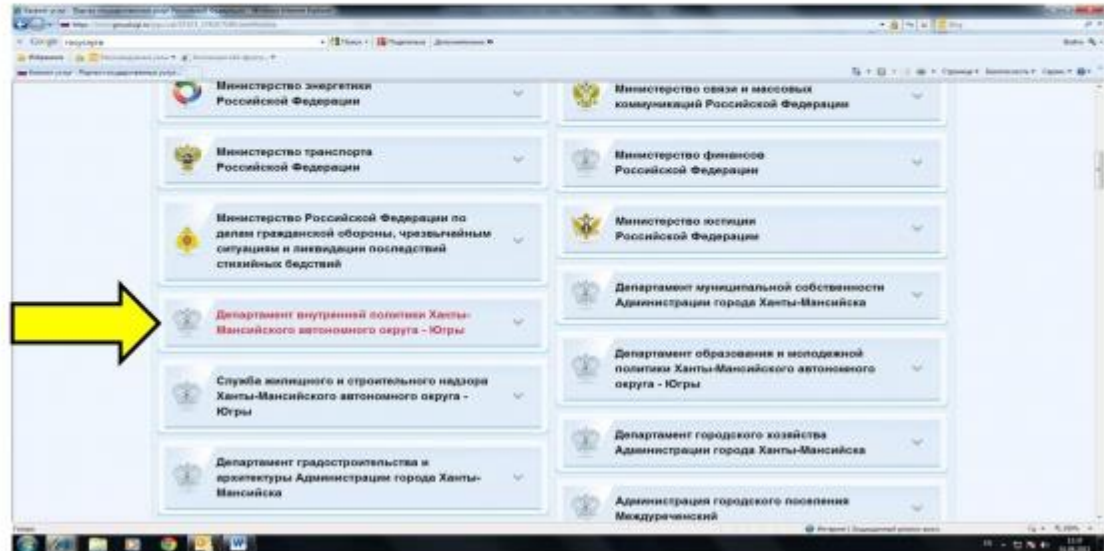 госуслуги
Министерство энергетики
Российской Федерации
Министерство связи и массовых
коммуникаций Российской Федерации
Министерство транспорта
Российской Федерации
Министерство финансов
Российской Федерации
Министерство Российской Федерации по
делам гражданской обороны, чрезвычайным
ситуациям и ликвидации последствий
стихийных бедствий
Министерство юстиции
Российской Федерации
Департамент внутренней политики Ханты-
Мансийского автономного округа - Югры
Департамент муниципальной собственности
Администрации города Ханты-Мансийска
Служба жилищного и строительного надзора
Ханты-Мансийского автономного округа -
Югры
Департамент образования и молодежной
политики Ханты-Мансийского автономного
округа - Югры
Департамент градостроительства и
архитектуры Администрации города Ханты-
Мансийска
Департамент городского хозяйства
Администрации города Ханты-Мансийска
Администрация городского поселения
Междуреченский